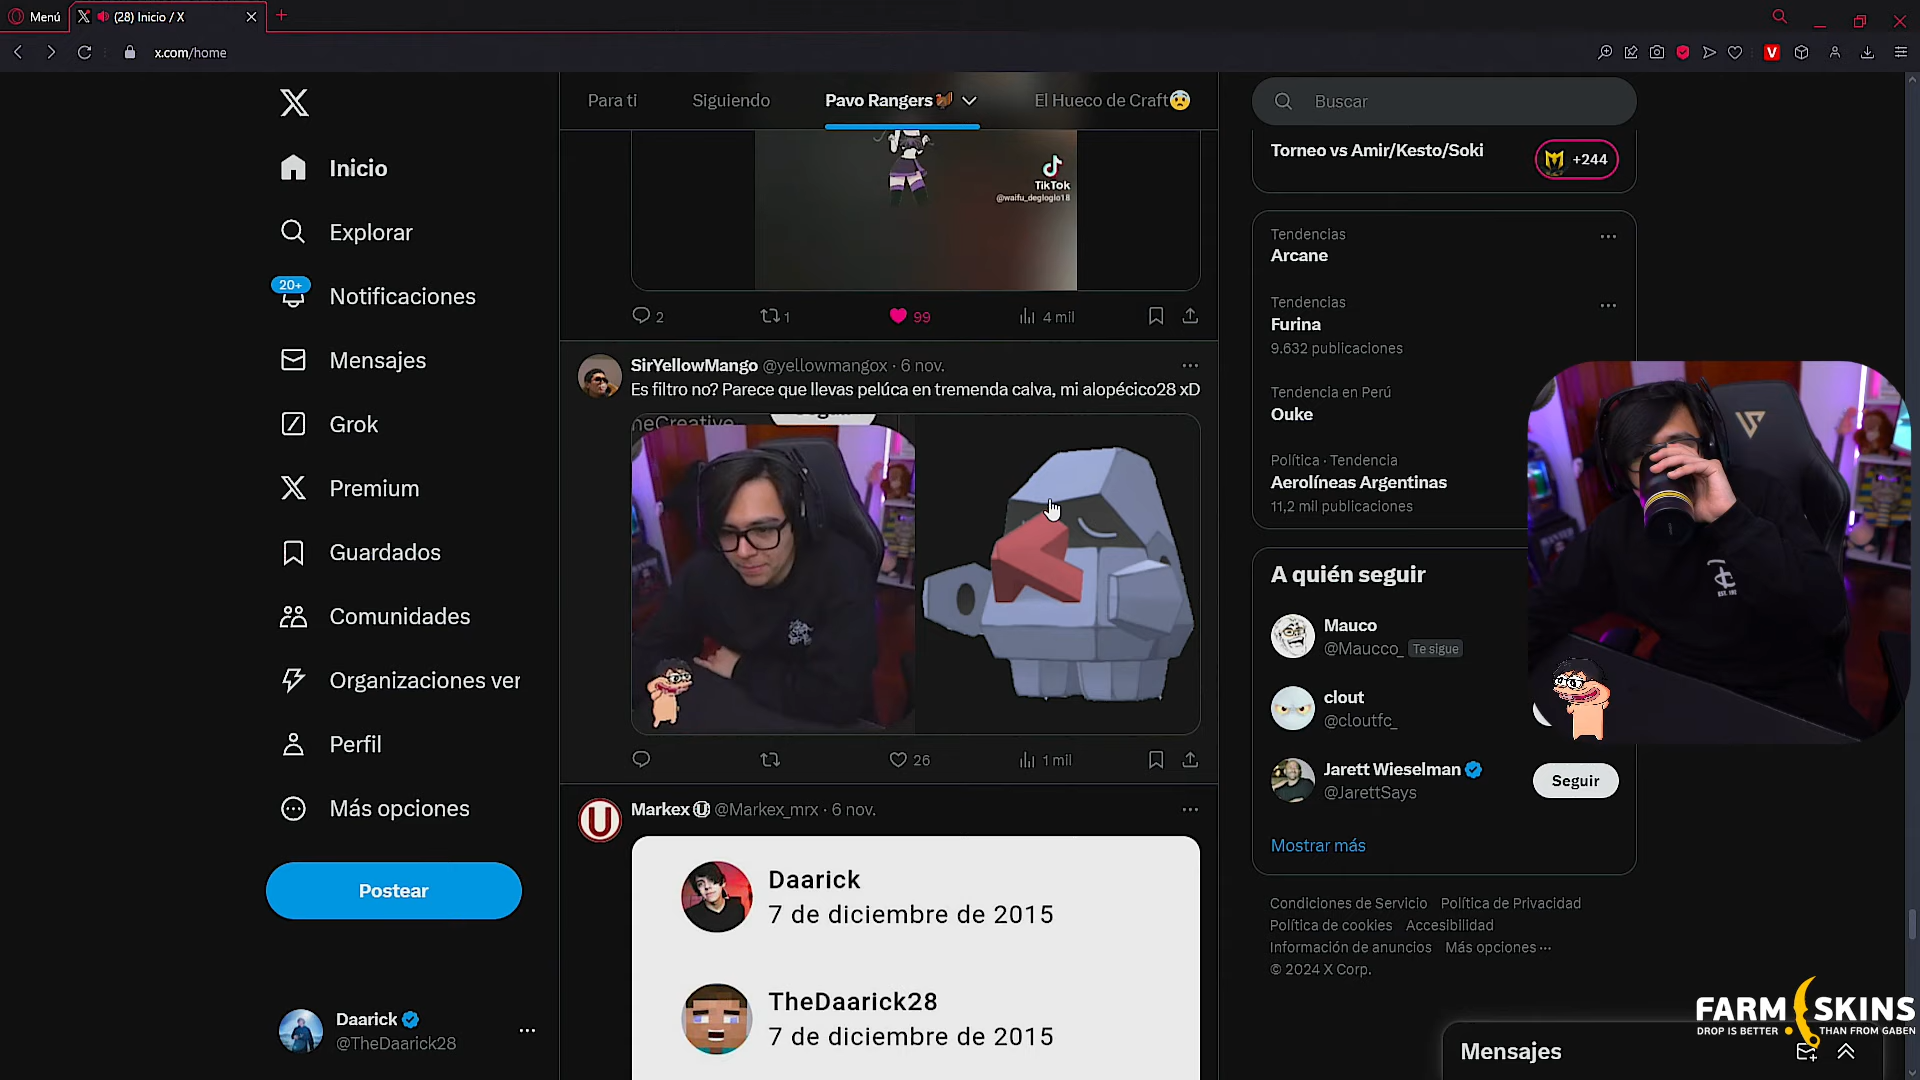 Menú
(28) Inicio / X
x.com/home
Para ti
Siguiendo
Pavo Rangers
El Hueco de Craft
Buscar
Inicio
Explorar
20+
Notificaciones
Mensajes
Grok
Premium
Guardados
Comunidades
Organizaciones ver
Perfil
Más opciones
Postear
Daarick
@TheDaarick28
TikTok
@waifu_degloglo18
2
1
99
4 mil
SirYellowMango @yellowmangox · 6 nov.
Es filtro no? Parece que llevas pelúca en tremenda calva, mi alopécico28 xD
neCreative
26
1 mil
Markex @Markex_mrx · 6 nov.
Daarick
7 de diciembre de 2015
TheDaarick28
7 de diciembre de 2015
Torneo vs Amir/Kesto/Soki
+244
Tendencias
Arcane
Tendencias
Furina
9.632 publicaciones
Tendencia en Perú
Ouke
Política · Tendencia
Aerolíneas Argentinas
11,2 mil publicaciones
A quién seguir
Mauco
@Maucco_ Te sigue
clout
@cloutfc_
Jarett Wieselman
@JarettSays
Seguir
Mostrar más
Condiciones de Servicio Política de Privacidad
Política de cookies Accesibilidad
Información de anuncios Más opciones ···
© 2024 X Corp.
FARM SKINS
DROP IS BETTER THAN FROM GABEN
Mensajes